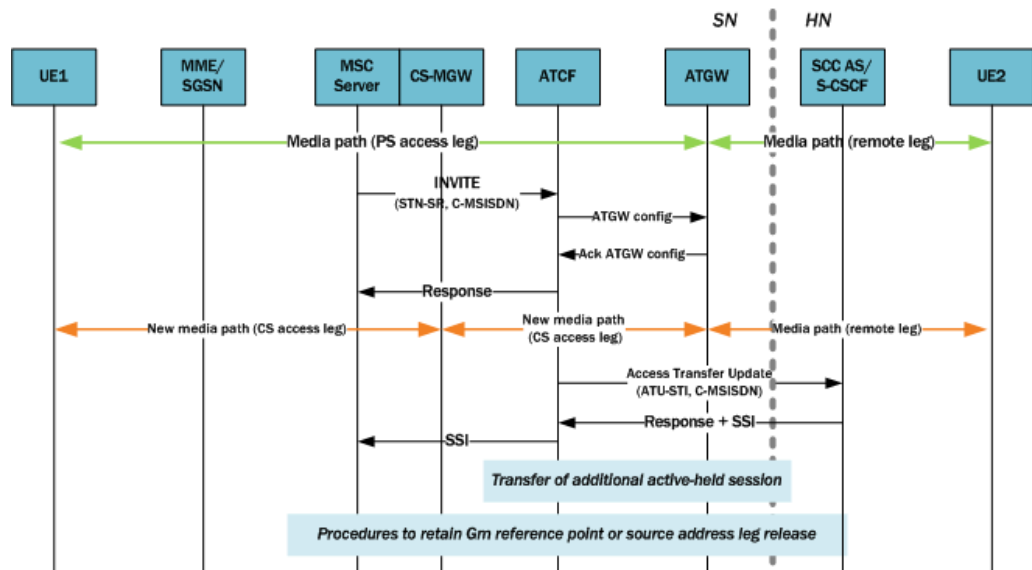 SN
HN
UE1
MME/
SGSN
MSC
Server
CS-MGW
ATCF
ATGW
SCC AS/
S-CSCF
UE2
Media path (PS access leg)
Media path (remote leg)
INVITE
(STN-SR, C-MSISDN)
ATGW config
Ack ATGW config
Response
New media path (CS access leg)
New media path
(CS access leg)
Media path (remote leg)
Access Transfer Update
(ATU-STI, C-MSISDN)
Response + SSI
SSI
Transfer of additional active-held session
Procedures to retain Gm reference point or source address leg release